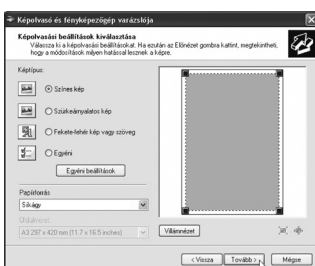 Képolvasó és fényképezőgép varázslója
Képolvasási beállítások kiválasztása
Válassza ki a képolvasási beállításokat. Ha ezután az Előnézet gombra kattint, megtekintheti,
hogy a módosítások milyen hatással lesznek a képre.
Képtípus:
Színes kép
Szürkeárnyalatos kép
Fekete-fehér kép vagy szöveg
Egyéni
Egyéni beállítások
Papírforrás
Síkágy
Oldalméret:
A3 297 x 420 mm (11.7 x 16.5 inches)
Villámnézet
< Vissza
Tovább >
Mégse